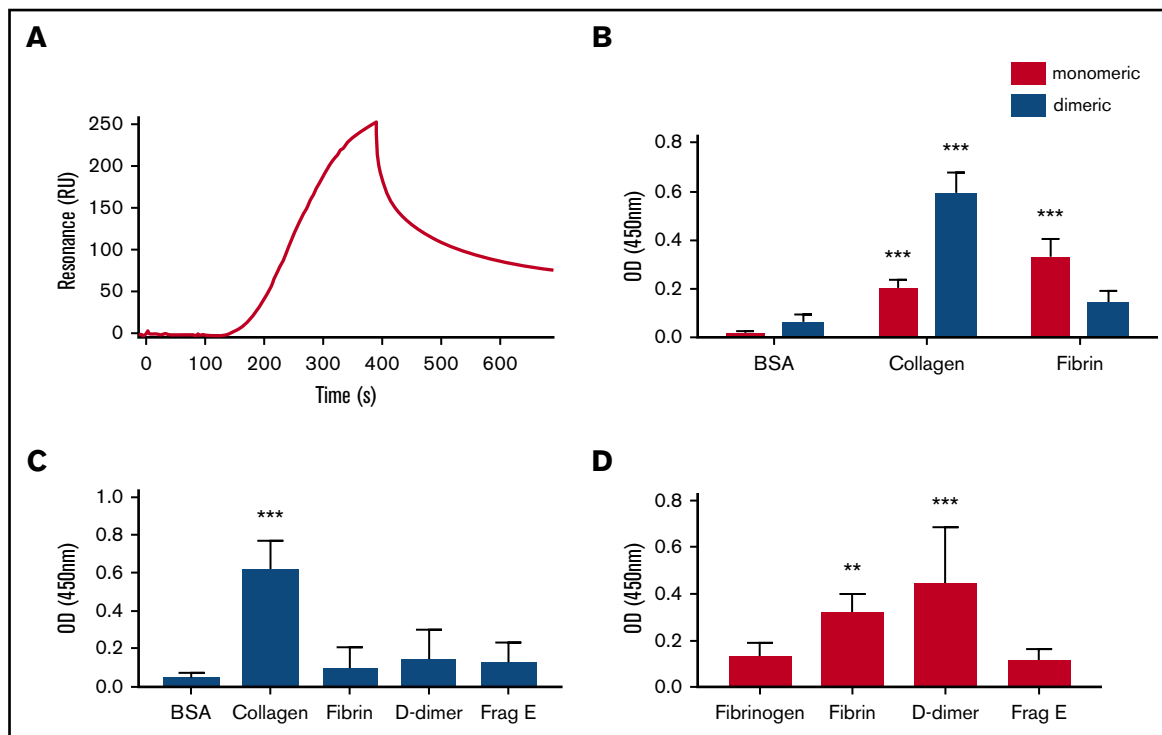 A
Resonance (RU)
250
200
150
100
50
0
0 100 200 300 400 500 600
Time (s)
B
monomeric
dimeric
OD (450nm)
0.8
0.6
0.4
0.2
0.0
*** *** ***
BSA Collagen Fibrin
C
OD (450nm)
1.0
0.8
0.6
0.4
0.2
0.0
***
BSA Collagen Fibrin D-dimer Frag E
D
OD (450nm)
0.8
0.6
0.4
0.2
0.0
** ***
Fibrinogen Fibrin D-dimer Frag E